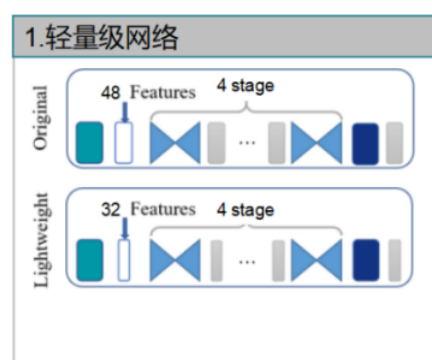 1.轻量级网络
Original
48 Features
4 stage
...
Lightweight
32 Features
4 stage
...